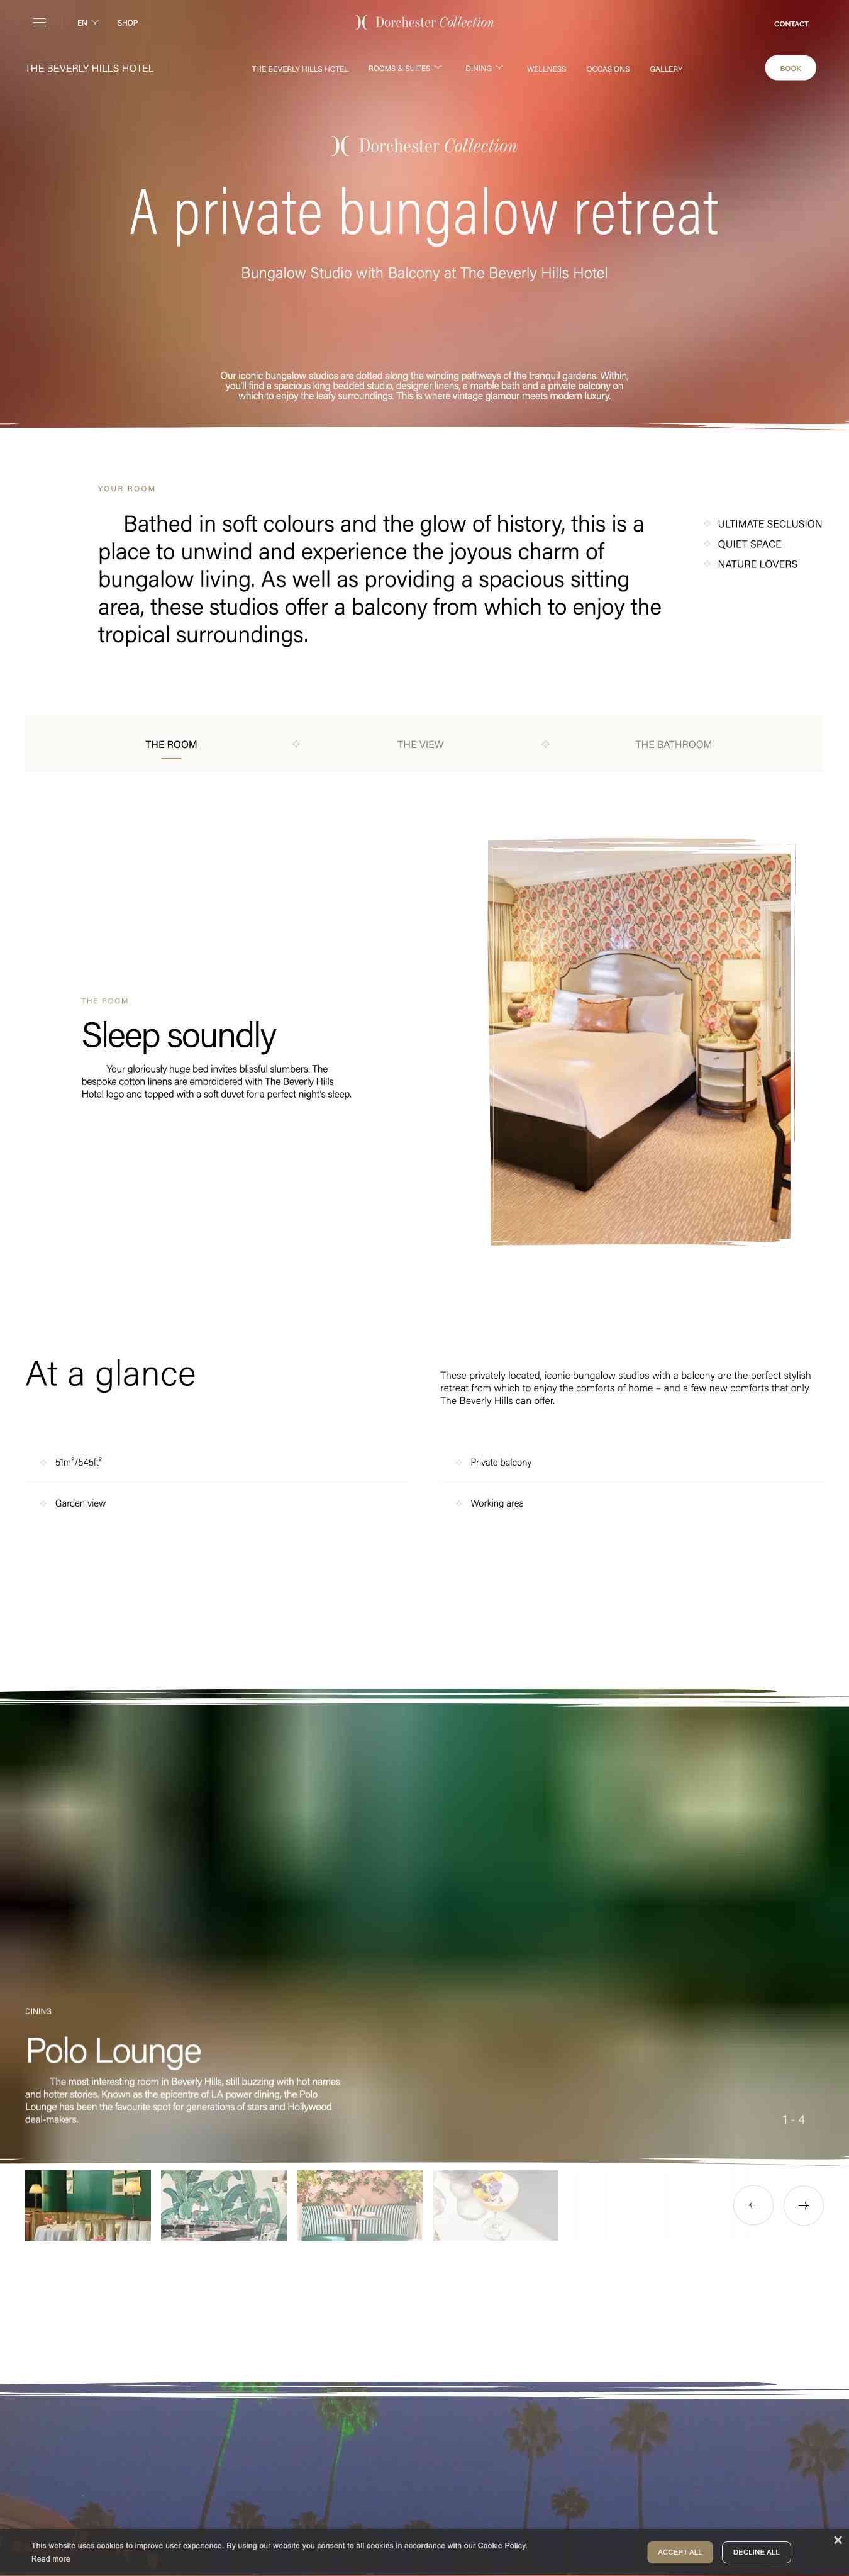 EN
SHOP
Dorchester Collection
CONTACT
THE BEVERLY HILLS HOTEL
THE BEVERLY HILLS HOTEL
ROOMS & SUITES
DINING
WELLNESS
OCCASIONS
GALLERY
BOOK
Dorchester Collection
A private bungalow retreat
Bungalow Studio with Balcony at The Beverly Hills Hotel
Our iconic bungalow studios are dotted along the winding pathways of the tranquil gardens. Within,
you'll find a spacious king bedded studio, designer linens, a marble bath and a private balcony on
which to enjoy the leafy surroundings. This is where vintage glamour meets modern luxury.
YOUR ROOM
Bathed in soft colours and the glow of history, this is a
place to unwind and experience the joyous charm of
bungalow living. As well as providing a spacious sitting
area, these studios offer a balcony from which to enjoy the
tropical surroundings.
ULTIMATE SECLUSION
QUIET SPACE
NATURE LOVERS
THE ROOM
THE VIEW
THE BATHROOM
THE ROOM
Sleep soundly
Your gloriously huge bed invites blissful slumbers. The
bespoke cotton linens are embroidered with The Beverly Hills
Hotel logo and topped with a soft duvet for a perfect night's sleep.
At a glance
These privately located, iconic bungalow studios with a balcony are the perfect stylish
retreat from which to enjoy the comforts of home – and a few new comforts that only
The Beverly Hills can offer.
51m²/545ft²
Private balcony
Garden view
Working area
DINING
Polo Lounge
The most interesting room in Beverly Hills, still buzzing with hot names
and hotter stories. Known as the epicentre of LA power dining, the Polo
Lounge has been the favourite spot for generations of stars and Hollywood
deal-makers.
1 - 4
This website uses cookies to improve user experience. By using our website you consent to all cookies in accordance with our Cookie Policy.
Read more
ACCEPT ALL
DECLINE ALL